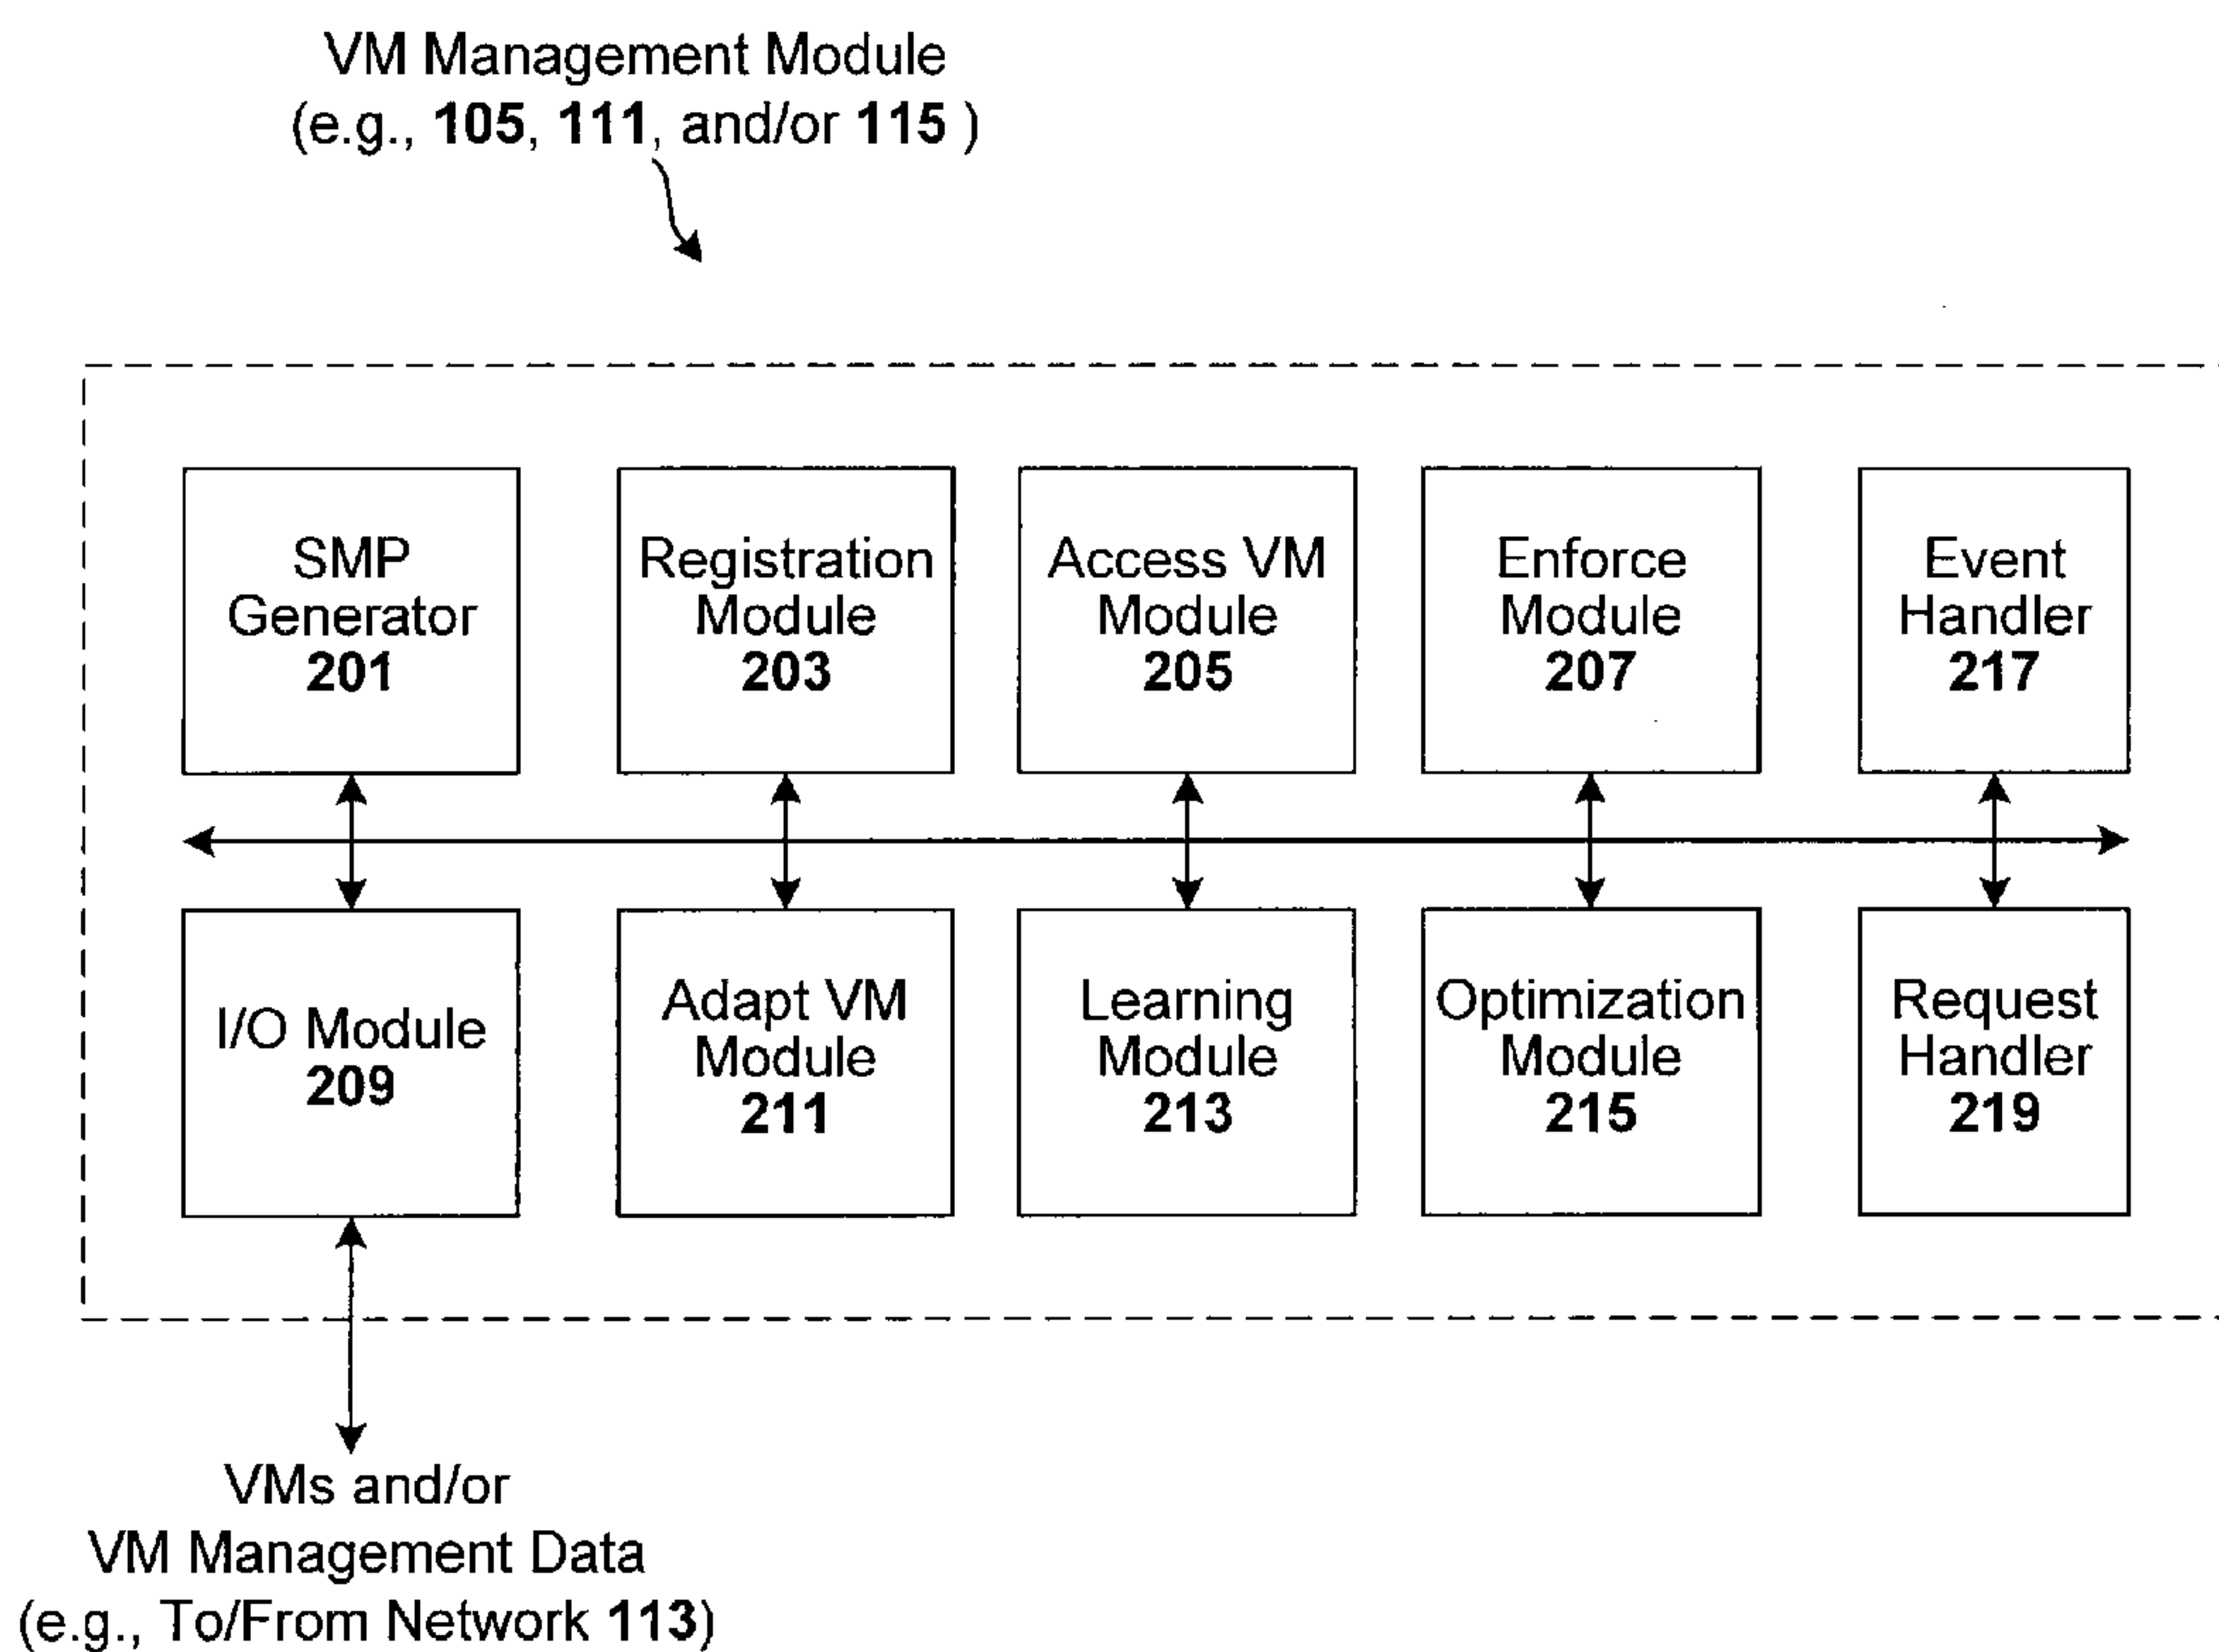 VM Management Module
(e.g., 105, 111, and/or 115 )
SMP
Generator
201
Registration
Module
203
Access VM
Module
205
Enforce
Module
207
Event
Handler
217
I/O Module
209
Adapt VM
Module
211
Learning
Module
213
Optimization
Module
215
Request
Handler
219
VMs and/or
VM Management Data
(e.g., To/From Network 113)